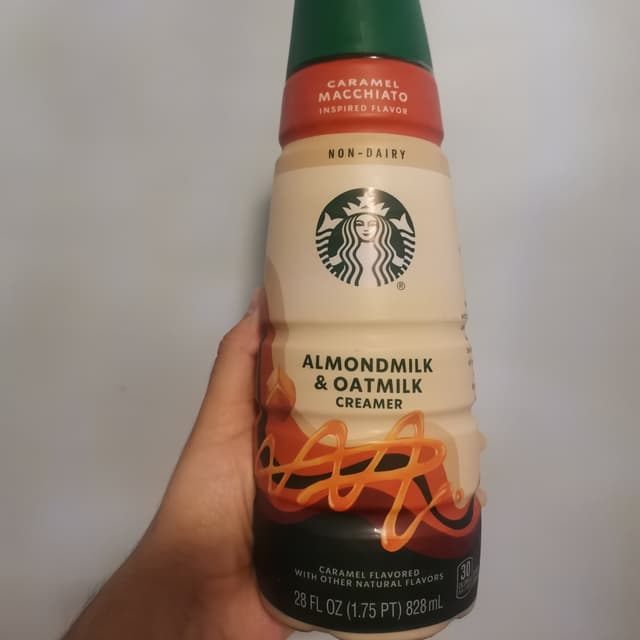 CARAMEL
MACCHIATO
INSPIRED FLAVOR
NON-DAIRY
®
ALMONDMILK
& OATMILK
CREAMER
CARAMEL FLAVORED
WITH OTHER NATURAL FLAVORS
30
28 FL OZ (1.75 PT) 828 mL